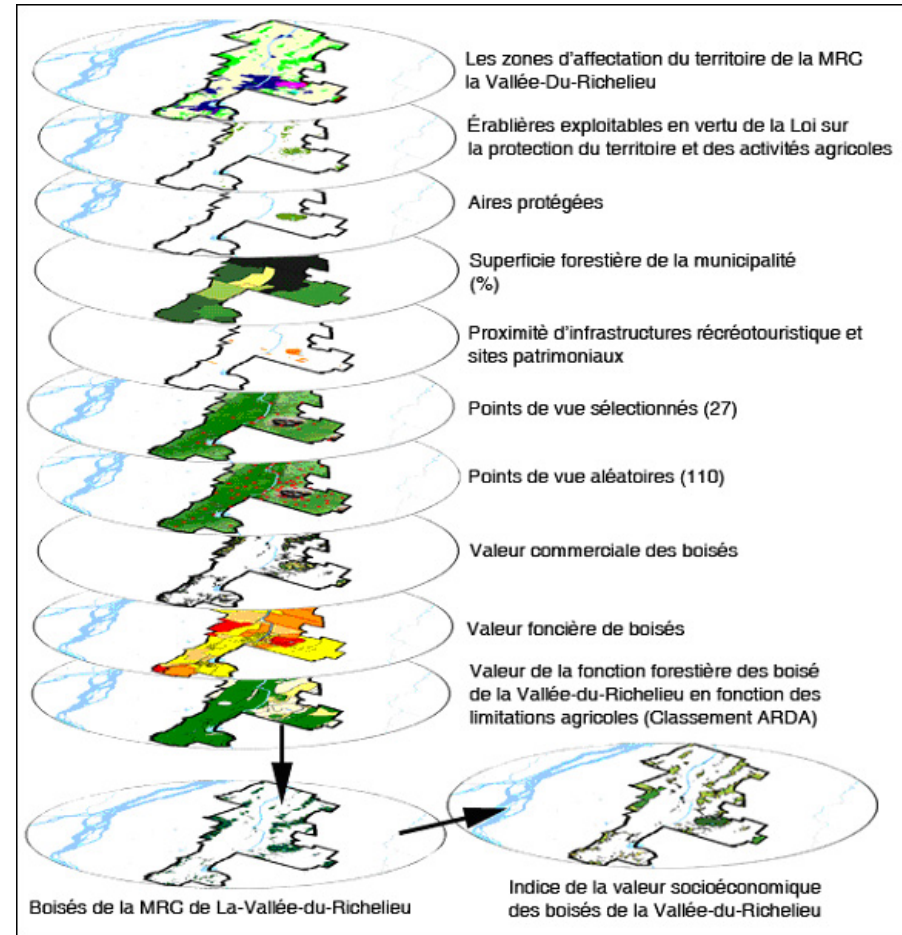 Les zones d'affectation du territoire de la MRC
la Vallée-Du-Richelieu
Érablières exploitables en vertu de la Loi sur
la protection du territoire et des activités agricoles
Aires protégées
Superficie forestière de la municipalité
(%)
Proximitè d'infrastructures récréotouristique et
sites patrimoniaux
Points de vue sélectionnés (27)
Points de vue aléatoires (110)
Valeur commerciale des boisés
Valeur foncière de boisés
Valeur de la fonction forestière des boisé
de la Vallée-du-Richelieu en fonction des
limitations agricoles (Classement ARDA)
Boisés de la MRC de La-Vallée-du-Richelieu
Indice de la valeur socioéconomique
des boisés de la Vallée-du-Richelieu